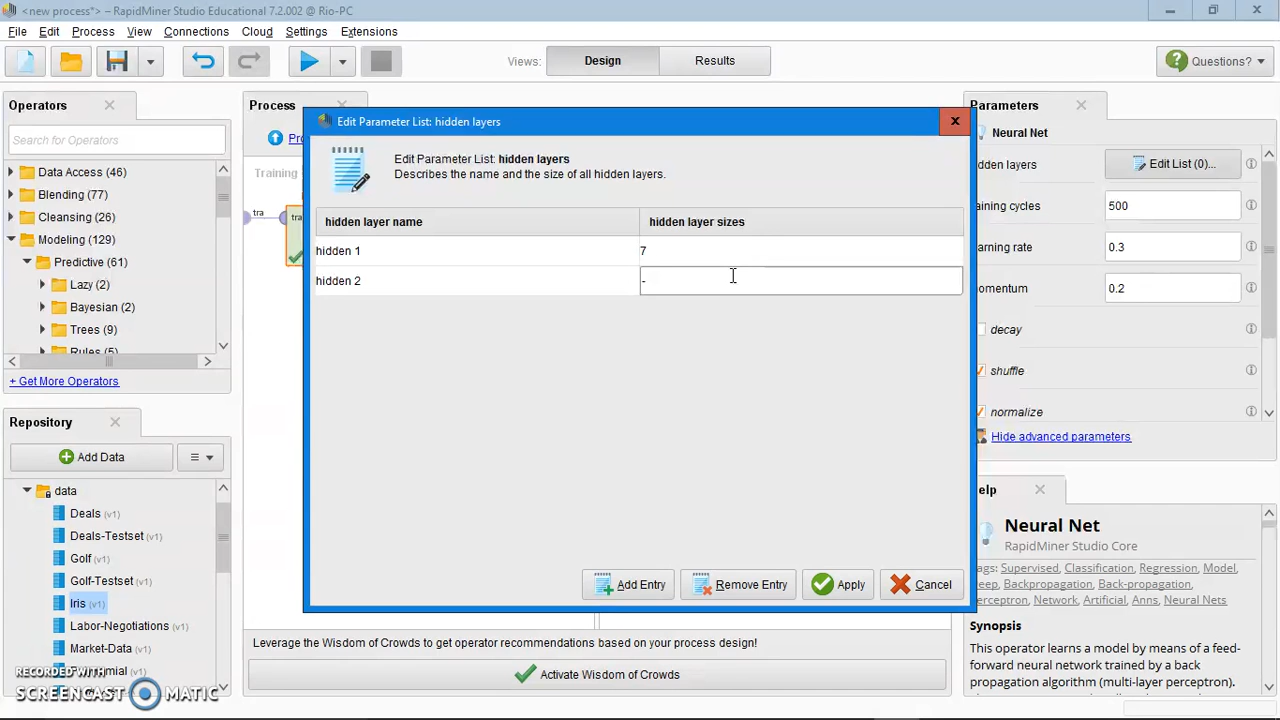 <new process*> – RapidMiner Studio Educational 7.2.002 @ Rio-PC
File Edit Process View Connections Cloud Settings Extensions
Views: Design Results Questions?
Operators
Search for Operators
Data Access (46)
Blending (77)
Cleansing (26)
Modeling (129)
Predictive (61)
Lazy (2)
Bayesian (2)
Trees (9)
Rules (5)
+ Get More Operators
Repository
Add Data
data
Deals (v1)
Deals-Testset (v1)
Golf (v1)
Golf-Testset (v1)
Iris (v1)
Labor-Negotiations (v1)
Market-Data (v1)
(v1)
RECORDED WITH
SCREENCAST MATIC
Process
Training
tra tra
Edit Parameter List: hidden layers
Edit Parameter List: hidden layers
Describes the name and the size of all hidden layers.
hidden layer name hidden layer sizes
hidden 1 7
hidden 2 -
Add Entry Remove Entry Apply Cancel
Leverage the Wisdom of Crowds to get operator recommendations based on your process design!
Activate Wisdom of Crowds
Parameters
Neural Net
Edit List (0)...
500
0.3
0.2
decay
shuffle
normalize
Hide advanced parameters
Neural Net
RapidMiner Studio Core
Supervised, Classification, Regression, Model,
Backpropagation, Back-propagation,
Network, Artificial, Anns, Neural Nets
Synopsis
This operator learns a model by means of a feed-
forward neural network trained by a back
propagation algorithm (multi-layer perceptron).